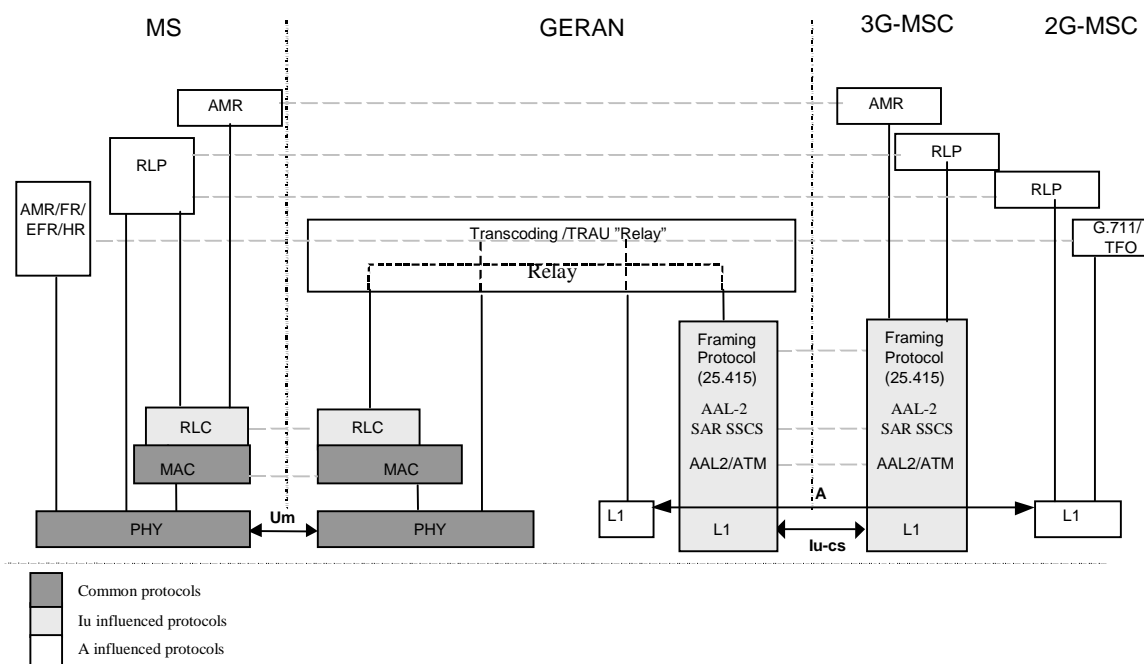 MS
GERAN
3G-MSC
2G-MSC
AMR
AMR
RLP
RLP
RLP
AMR/FR/
EFR/HR
Transcoding /TRAU "Relay"
Relay
G.711/
TFO
Framing
Protocol
(25.415)
AAL-2
SAR SSCS
AAL2/ATM
L1
Framing
Protocol
(25.415)
AAL-2
SAR SSCS
AAL2/ATM
L1
RLC
MAC
PHY
RLC
MAC
PHY
Um
L1
A
Iu-cs
L1
Common protocols
Iu influenced protocols
A influenced protocols